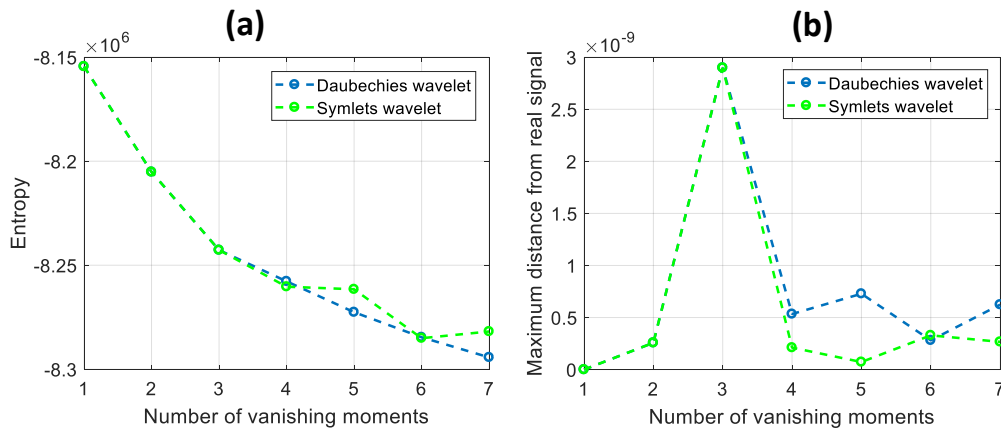 (a)
×10⁶
-8.15
-8.2
-8.25
-8.3
Entropy
1 2 3 4 5 6 7
Number of vanishing moments
Daubechies wavelet
Symlets wavelet
(b)
×10⁻⁹
3
2.5
2
1.5
1
0.5
0
Maximum distance from real signal
1 2 3 4 5 6 7
Number of vanishing moments
Daubechies wavelet
Symlets wavelet